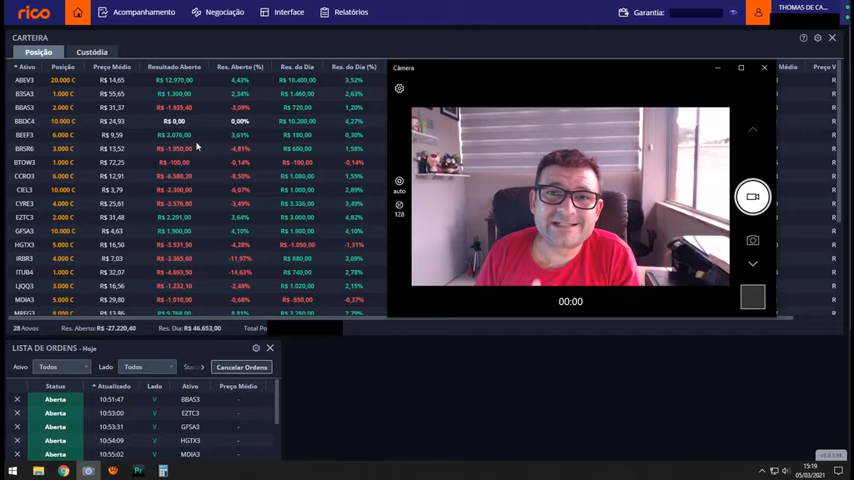 rico Acompanhamento Negociação Interface Relatórios Garantia: THOMAS DE CA...
CARTEIRA
Posição Custódia
Ativo Posição Preço Médio Resultado Aberto Res. Aberto (%) Res. do Dia Res. do Dia (%) Médio Preço V
ABEV3 20.000 C R$ 14,65 R$ 12.970,00 4,43% R$ 10.400,00 3,52%
B3SA3 1.000 C R$ 55,65 R$ 1.300,00 2,34% R$ 1.460,00 2,63%
BBAS3 2.000 C R$ 31,37 R$ -1.935,40 -3,09% R$ 720,00 1,20%
BBDC4 10.000 C R$ 24,93 R$ 0,00 0,00% R$ 10.200,00 4,27%
BEEF3 6.000 C R$ 9,59 R$ 2.076,00 3,61% R$ 180,00 0,30%
BRSR6 3.000 C R$ 13,52 R$ -1.950,00 -4,81% R$ 600,00 1,58%
BTOW3 1.000 C R$ 72,25 R$ -100,00 -0,14% R$ -100,00 -0,14%
CCRO3 6.000 C R$ 12,91 R$ -6.580,20 -8,50% R$ 1.080,00 1,55%
CIEL3 10.000 C R$ 3,79 R$ -2.300,00 -6,07% R$ 1.000,00 2,89%
CYRE3 4.000 C R$ 25,61 R$ -3.576,80 -3,49% R$ 3.336,00 3,49%
EZTC3 2.000 C R$ 31,48 R$ 2.291,00 3,64% R$ 3.000,00 4,82%
GFSA3 10.000 C R$ 4,63 R$ 1.900,00 4,10% R$ 1.900,00 4,10%
HGTX3 5.000 C R$ 16,50 R$ -3.531,50 -4,28% R$ -1.050,00 -1,31%
IRBR3 4.000 C R$ 7,03 R$ -3.365,60 -11,97% R$ 880,00 3,69%
ITUB4 1.000 C R$ 32,07 R$ -4.693,50 -14,63% R$ 740,00 2,78%
LJQQ3 3.000 C R$ 16,56 R$ -1.232,10 -2,48% R$ 1.140,00
MDIA3 5.000 C R$ 29,80 R$ -1.010,00 -0,68% R$ -550,00 -0,37%
28 Ativos Res. Aberto: R$ -27.220,40 Res. Dia: R$ 46.653,00 Total Po
Câmera
auto
128
00:00
LISTA DE ORDENS - Hoje
Ativo Todos Lado Todos Cancelar Ordens
Status Atualizado Lado Ativo Preço Médio
Aberta 10:51:47 V BBAS3 -
Aberta 10:53:00 V EZTC3 -
Aberta 10:53:31 V GFSA3 -
Aberta 10:54:09 V HGTX3 -
Aberta 10:55:02 V MDIA3 -
15:19
05/03/2021